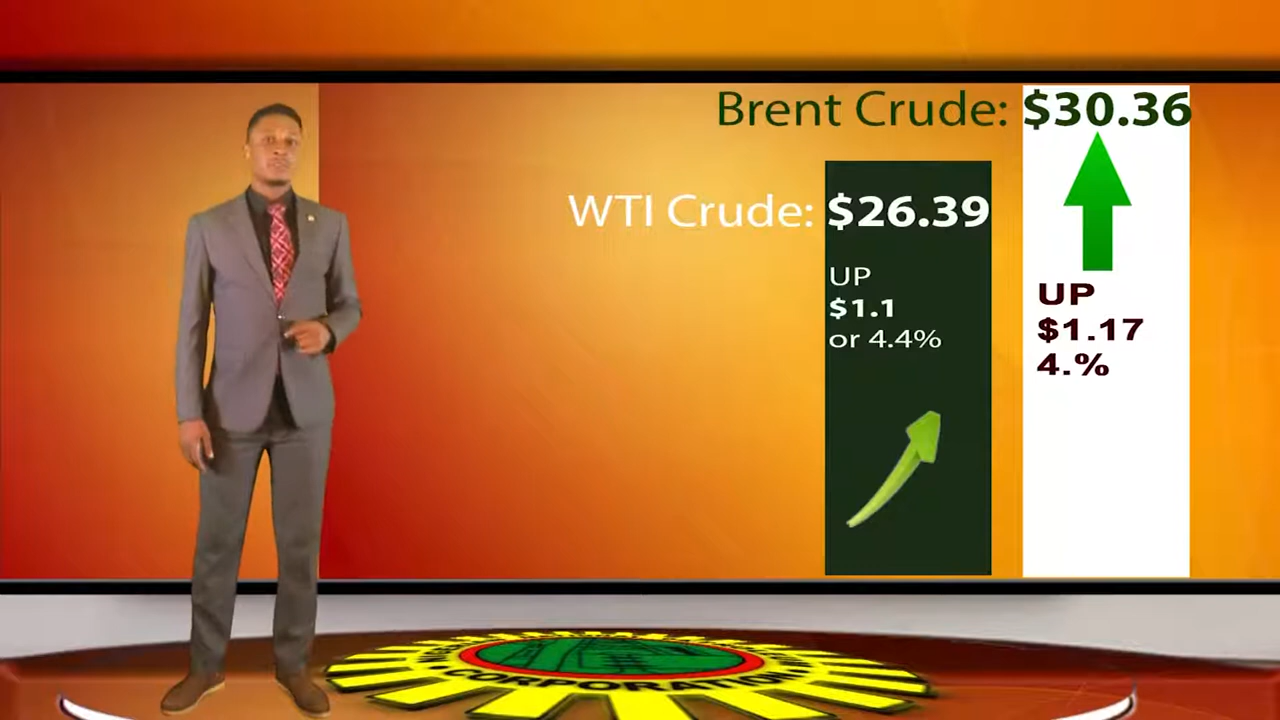 Brent Crude: $30.36
WTI Crude: $26.39
UP
$1.1
or 4.4%
UP
$1.17
4.%
CORPORATION